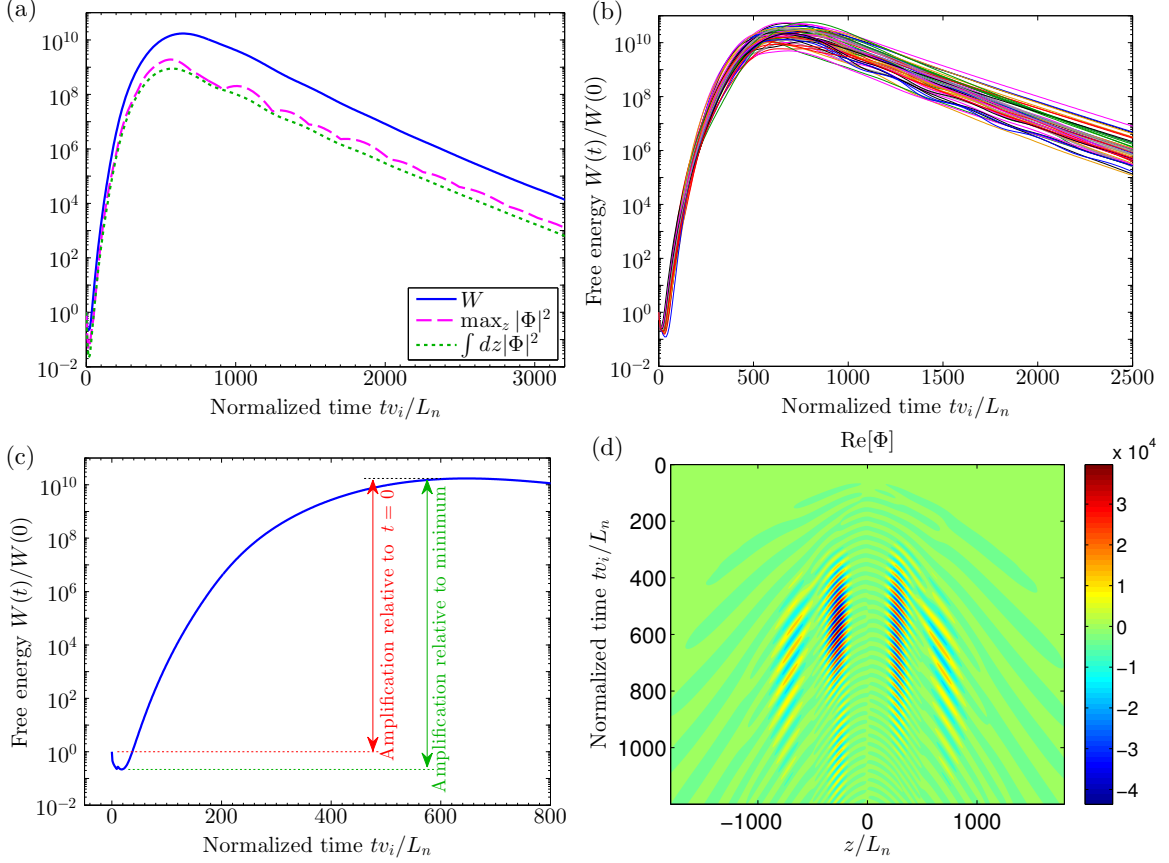 (a)
10^10
10^8
10^6
10^4
10^2
10^0
10^−2
0
1000
2000
3000
Normalized time tv_i/L_n
W
max_z |Φ|^2
∫ dz|Φ|^2
(b)
Free energy W(t)/W(0)
10^10
10^8
10^6
10^4
10^2
10^0
10^−2
0
500
1000
1500
2000
2500
Normalized time tv_i/L_n
(c)
Free energy W(t)/W(0)
10^10
10^8
10^6
10^4
10^2
10^0
10^−2
0
200
400
600
800
Normalized time tv_i/L_n
Amplification relative to t = 0
Amplification relative to minimum
(d)
Re[Φ]
x 10^4
Normalized time tv_i/L_n
0
200
400
600
800
1000
−1000
0
1000
z/L_n
3
2
1
0
−1
−2
−3
−4